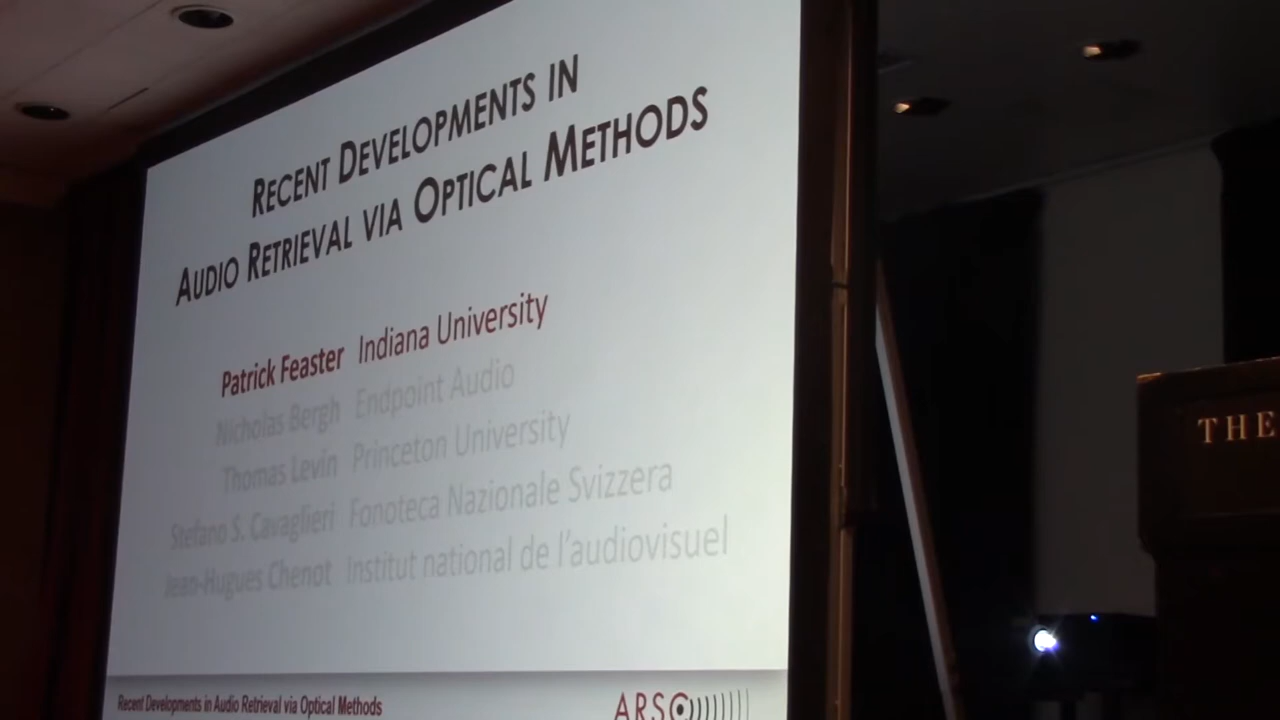 RECENT DEVELOPMENTS IN
AUDIO RETRIEVAL VIA OPTICAL METHODS
Patrick Feaster Indiana University
Nicholas Bergh Endpoint Audio
Thomas Levin Princeton University
Stefano S. Cavaglieri Fonoteca Nazionale Svizzera
Jean-Hugues Chenot Institut national de l'audiovisuel
Recent Developments in Audio Retrieval via Optical Methods
ARSC
THE